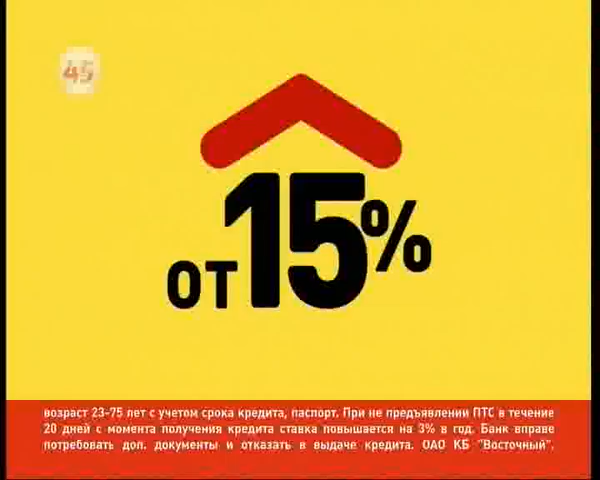 45
от 15%
возраст 23-75 лет с учетом срока кредита, паспорт. При не предъявлении ПТС в течение
20 дней с момента получения кредита ставка повышается на 3% в год. Банк вправе
потребовать доп. документы и отказать в выдаче кредита. ОАО КБ "Восточный".